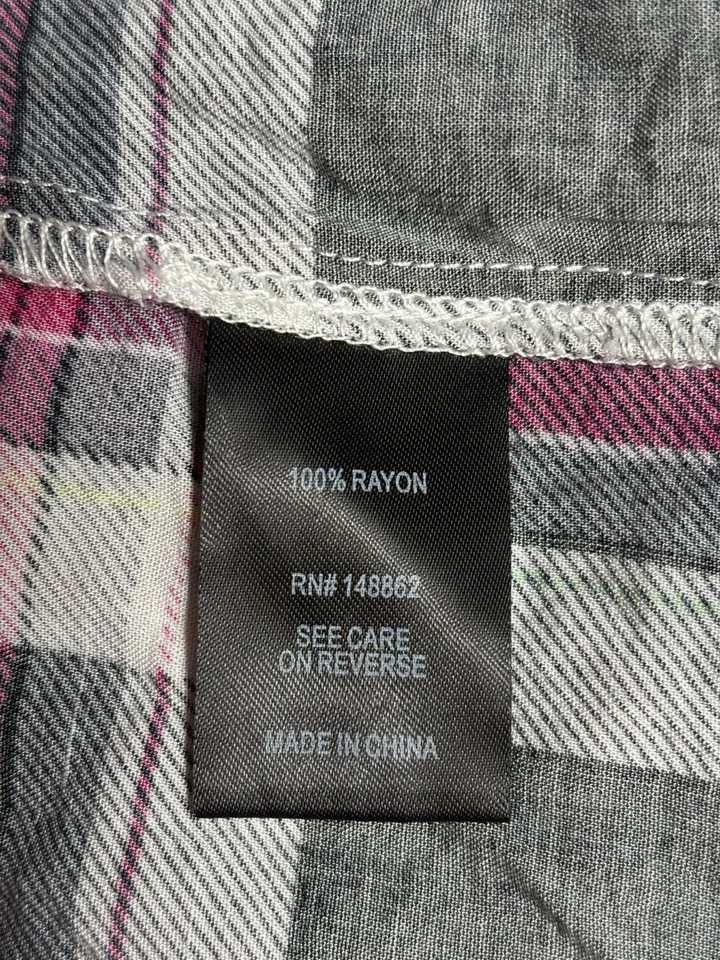 100% RAYON
RN# 148862
SEE CARE
ON REVERSE
MADE IN CHINA